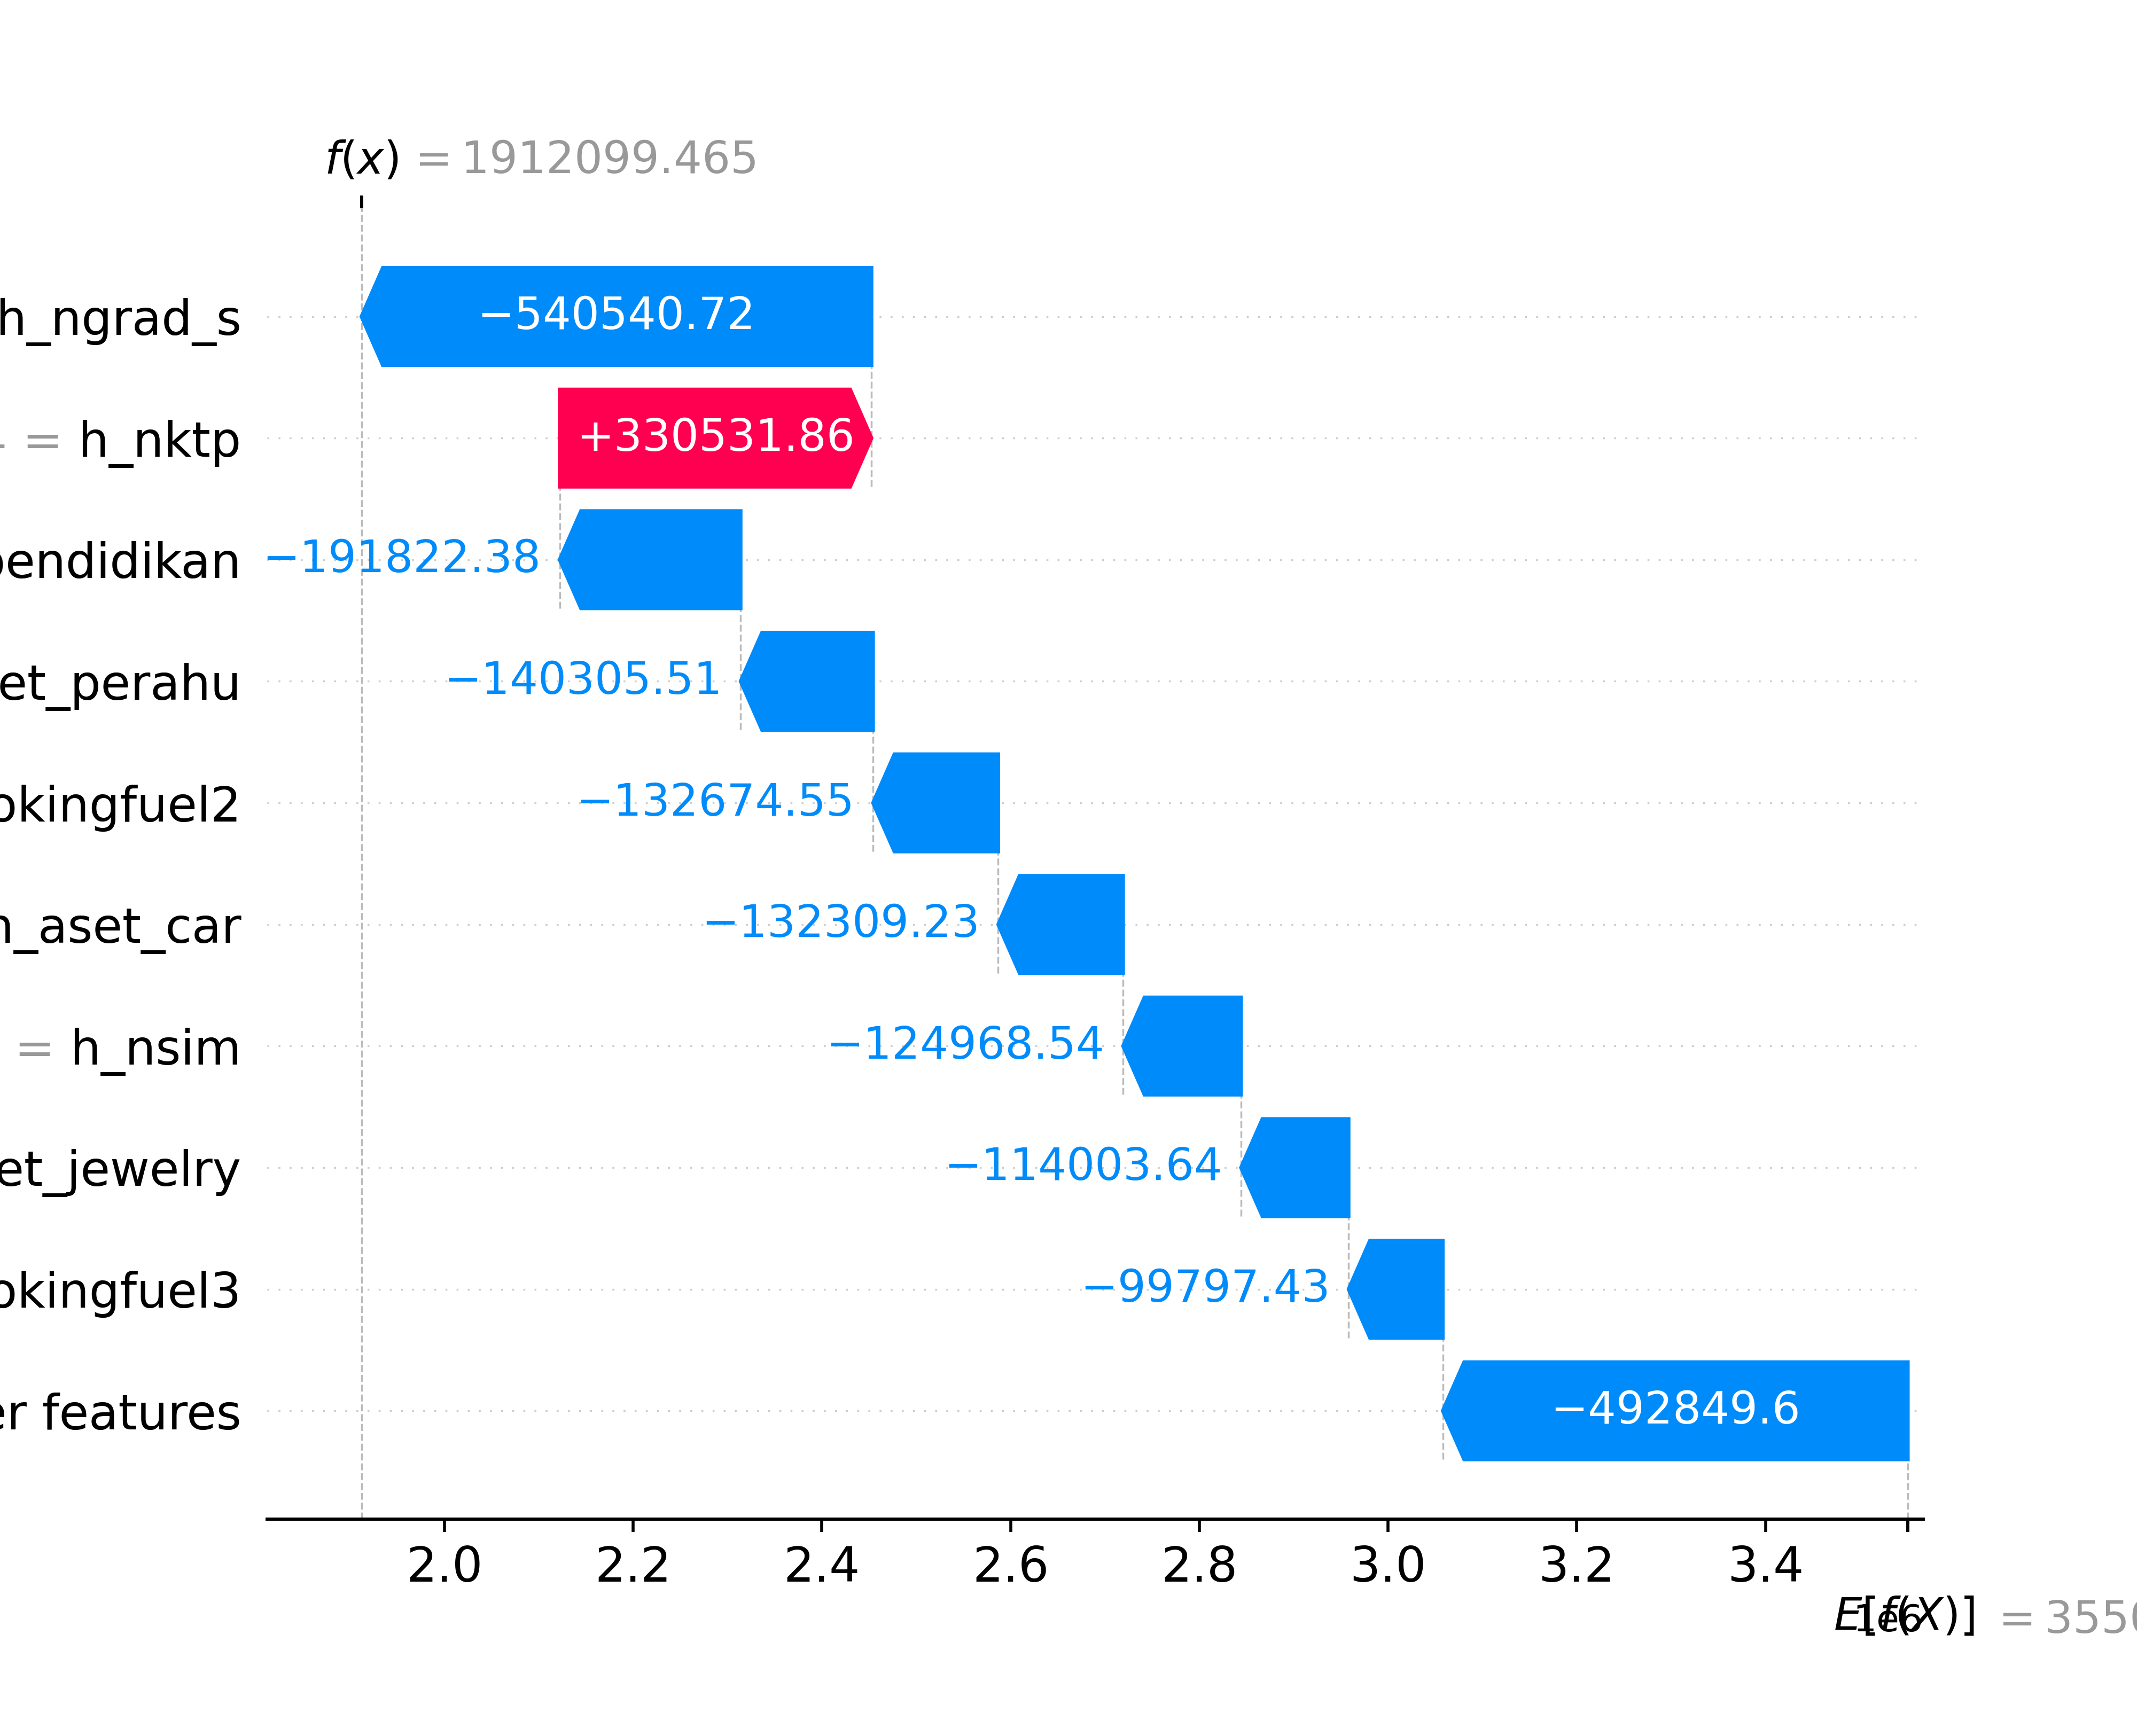 f(x) = 1912099.465
h_ngrad_s −540540.72
= h_nktp +330531.86
endidikan −191822.38
et_perahu −140305.51
okingfuel2 −132674.55
_aset_car −132309.23
= h_nsim −124968.54
et_jewelry −114003.64
okingfuel3 −99797.43
er features −492849.6
2.0 2.2 2.4 2.6 2.8 3.0 3.2 3.4
1e6
E[f(X)] = 3550